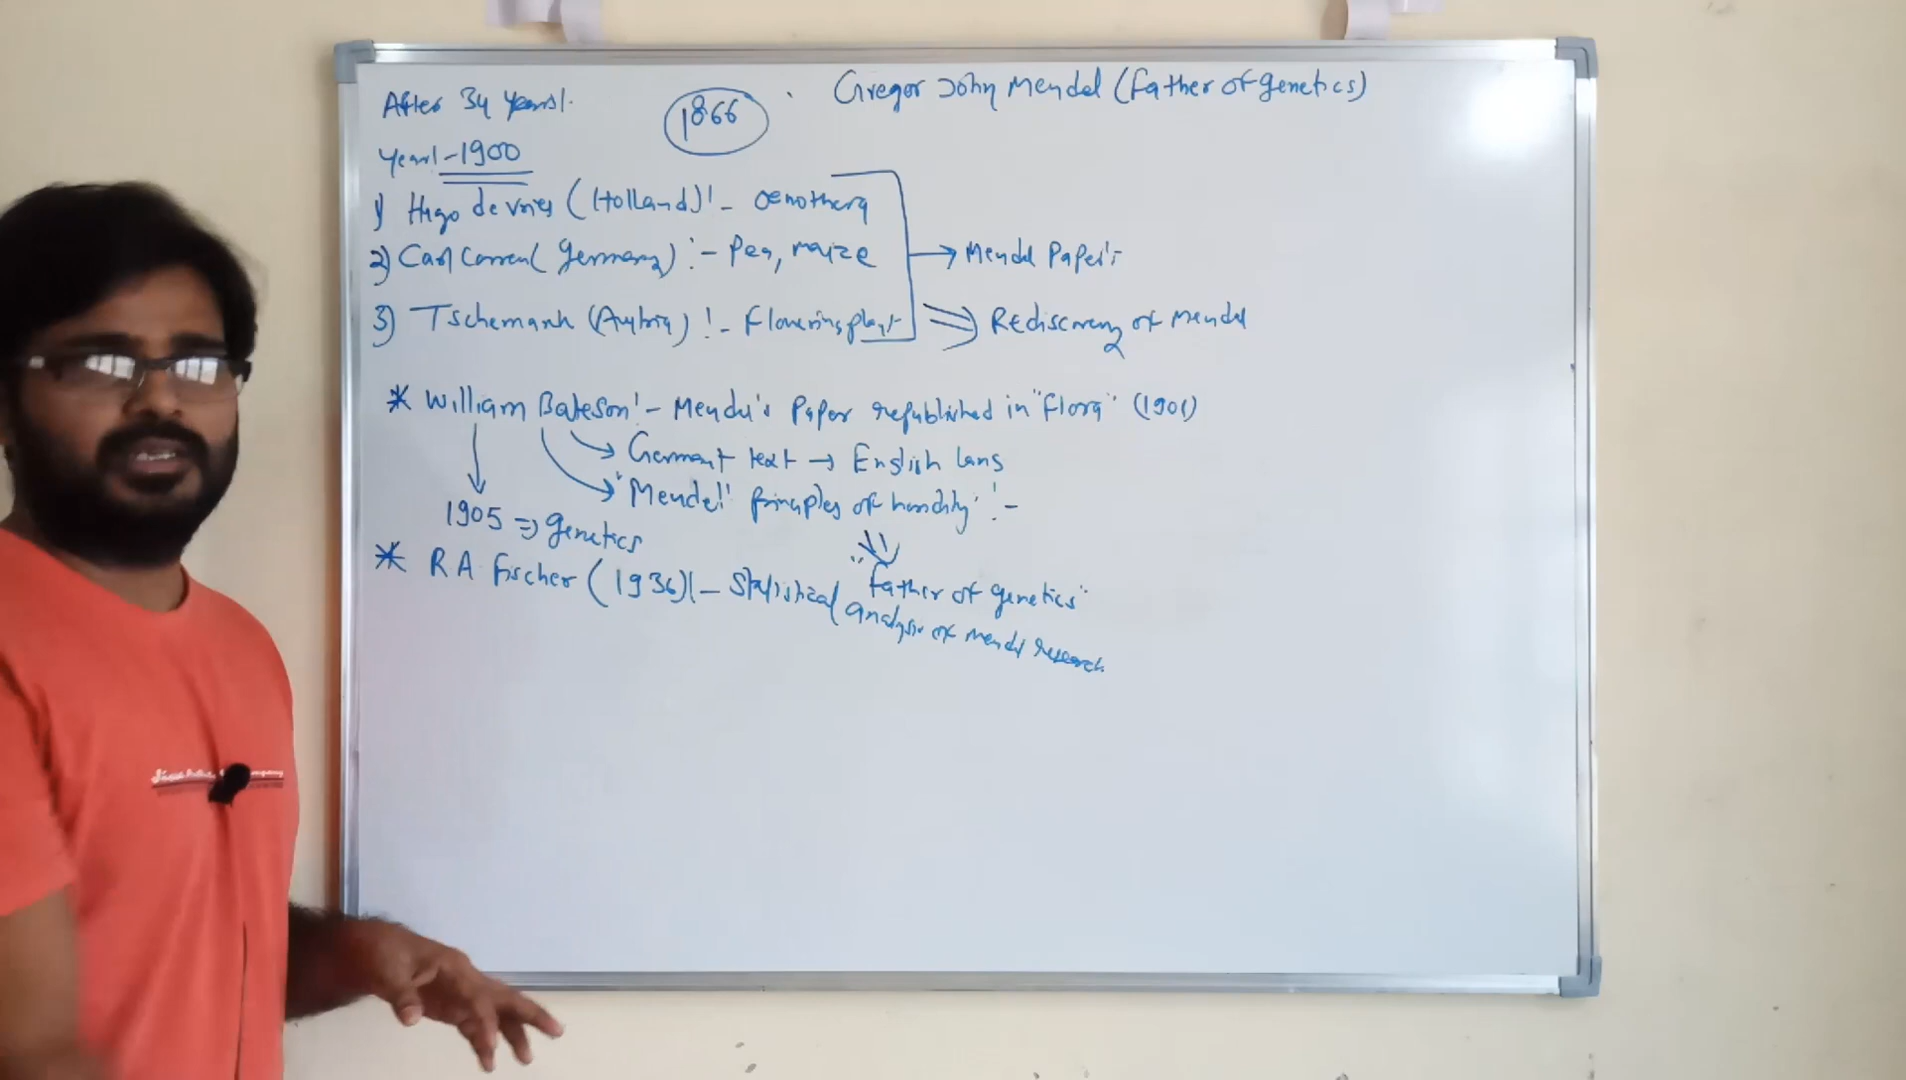 Gregor John Mendel (Father of genetics)
After 34 years!.
1866
Year!-1900
1) Hugo de Vries (Holland)!- Oenothera
2) Carl Correns (Germany) :- Pea, maize
→ Mendel Paper's
3) Tschemark (Austria) !- Flowering plant
⇒ REdiscovery of Mendel
* William Bateson!- Mendel's Paper republished in "Flora" (1901)
→ German text → English lang
→ "Mendel!' principles of heredity" !-
1905 ⇒ genetics
"Father of genetics"
* R A Fischer (1936)!- Statistical analysis of Mendel research